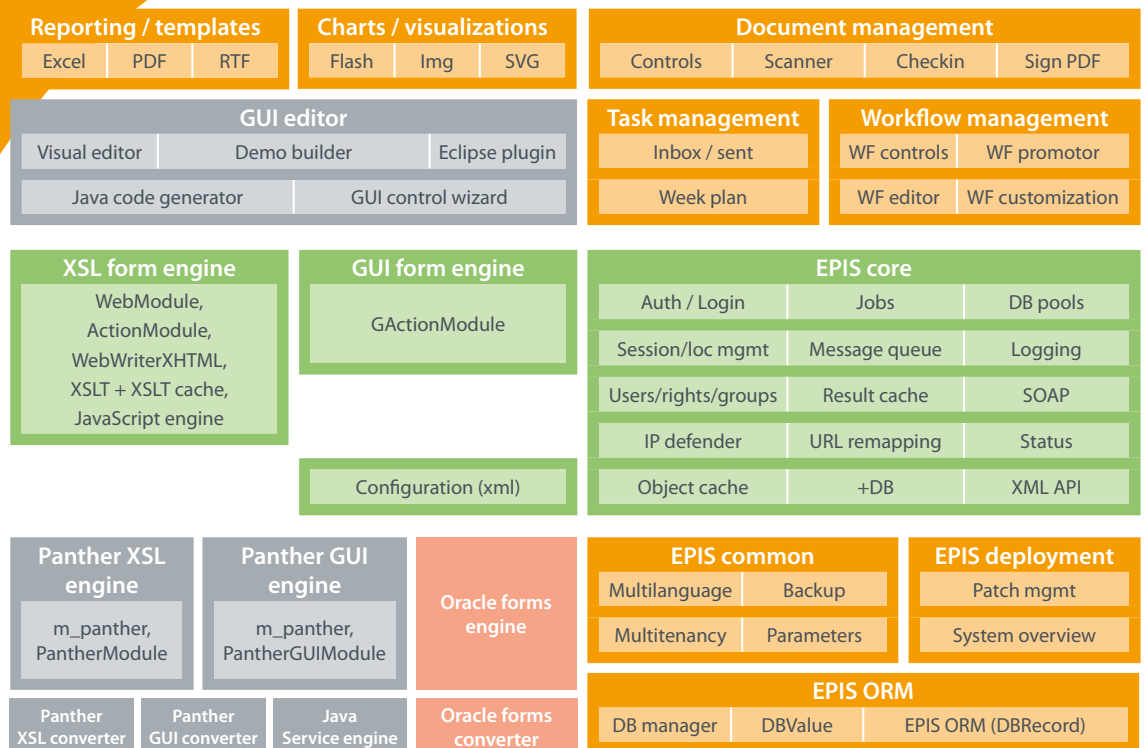 Reporting / templates
Excel PDF RTF
Charts / visualizations
Flash Img SVG
Document management
Controls Scanner Checkin Sign PDF
GUI editor
Visual editor Demo builder Eclipse plugin
Java code generator GUI control wizard
Task management
Inbox / sent
Week plan
Workflow management
WF controls WF promotor
WF editor WF customization
XSL form engine
WebModule,
ActionModule,
WebWriterXHTML,
XSLT + XSLT cache,
JavaScript engine
GUI form engine
GActionModule
Configuration (xml)
EPIS core
Auth / Login Jobs DB pools
Session/loc mgmt Message queue Logging
Users/rights/groups Result cache SOAP
IP defender URL remapping Status
Object cache +DB XML API
Panther XSL
engine
m_panther,
PantherModule
Panther GUI
engine
m_panther,
PantherGUIModule
Oracle forms
engine
EPIS common
Multilanguage Backup
Multitenancy Parameters
EPIS deployment
Patch mgmt
System overview
Panther
XSL converter
Panther
GUI converter
Java
Service engine
Oracle forms
converter
EPIS ORM
DB manager DBValue EPIS ORM (DBRecord)